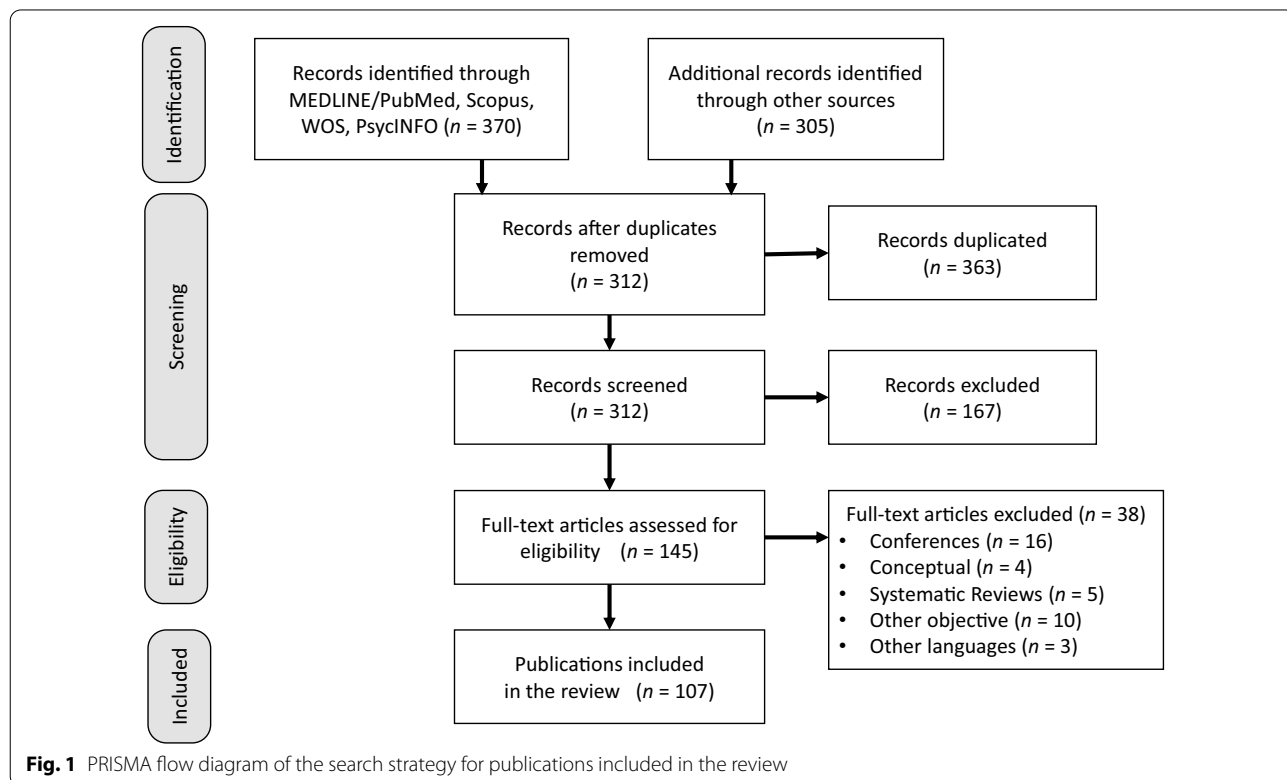 Identification
Records identified through
MEDLINE/PubMed, Scopus,
WOS, PsycINFO (n = 370)
Additional records identified
through other sources
(n = 305)
Screening
Records after duplicates
removed
(n = 312)
Records duplicated
(n = 363)
Records screened
(n = 312)
Records excluded
(n = 167)
Eligibility
Full-text articles assessed for
eligibility (n = 145)
Full-text articles excluded (n = 38)
• Conferences (n = 16)
• Conceptual (n = 4)
• Systematic Reviews (n = 5)
• Other objective (n = 10)
• Other languages (n = 3)
Included
Publications included
in the review (n = 107)
Fig. 1 PRISMA flow diagram of the search strategy for publications included in the review